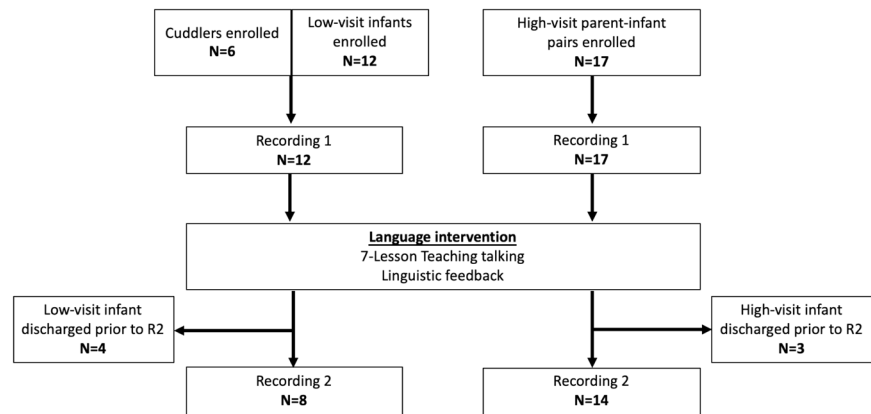 Cuddlers enrolled
N=6
Low-visit infants
enrolled
N=12
High-visit parent-infant
pairs enrolled
N=17
Recording 1
N=12
Recording 1
N=17
Language intervention
7-Lesson Teaching talking
Linguistic feedback
Low-visit infant
discharged prior to R2
N=4
High-visit infant
discharged prior to R2
N=3
Recording 2
N=8
Recording 2
N=14